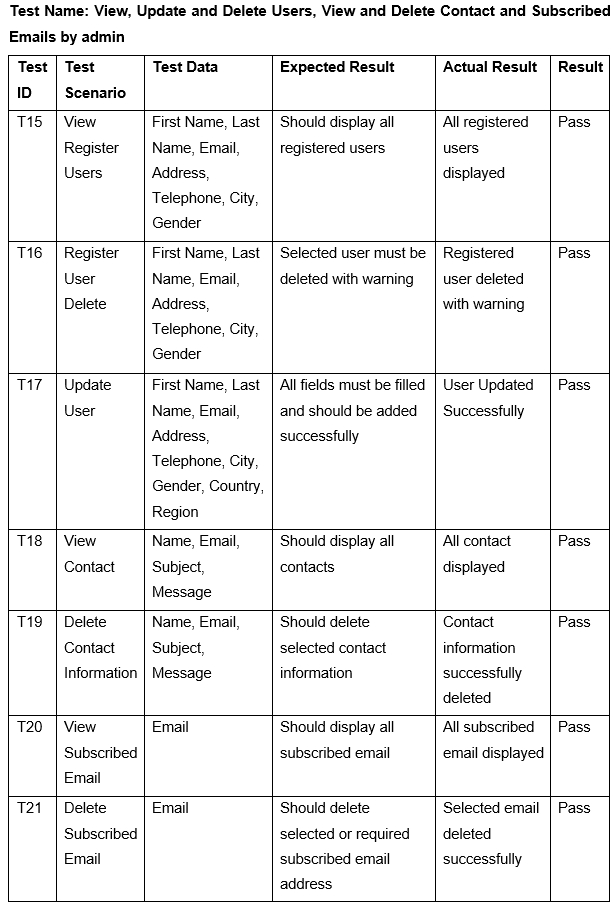 Test Name: View, Update and Delete Users, View and Delete Contact and Subscribed
Emails by admin
Test ID | Test Scenario | Test Data | Expected Result | Actual Result | Result
T15 | View Register Users | First Name, Last Name, Email, Address, Telephone, City, Gender | Should display all registered users | All registered users displayed | Pass
T16 | Register User Delete | First Name, Last Name, Email, Address, Telephone, City, Gender | Selected user must be deleted with warning | Registered user deleted with warning | Pass
T17 | Update User | First Name, Last Name, Email, Address, Telephone, City, Gender, Country, Region | All fields must be filled and should be added successfully | User Updated Successfully | Pass
T18 | View Contact | Name, Email, Subject, Message | Should display all contacts | All contact displayed | Pass
T19 | Delete Contact Information | Name, Email, Subject, Message | Should delete selected contact information | Contact information successfully deleted | Pass
T20 | View Subscribed Email | Email | Should display all subscribed email | All subscribed email displayed | Pass
T21 | Delete Subscribed Email | Email | Should delete selected or required subscribed email address | Selected email deleted successfully | Pass